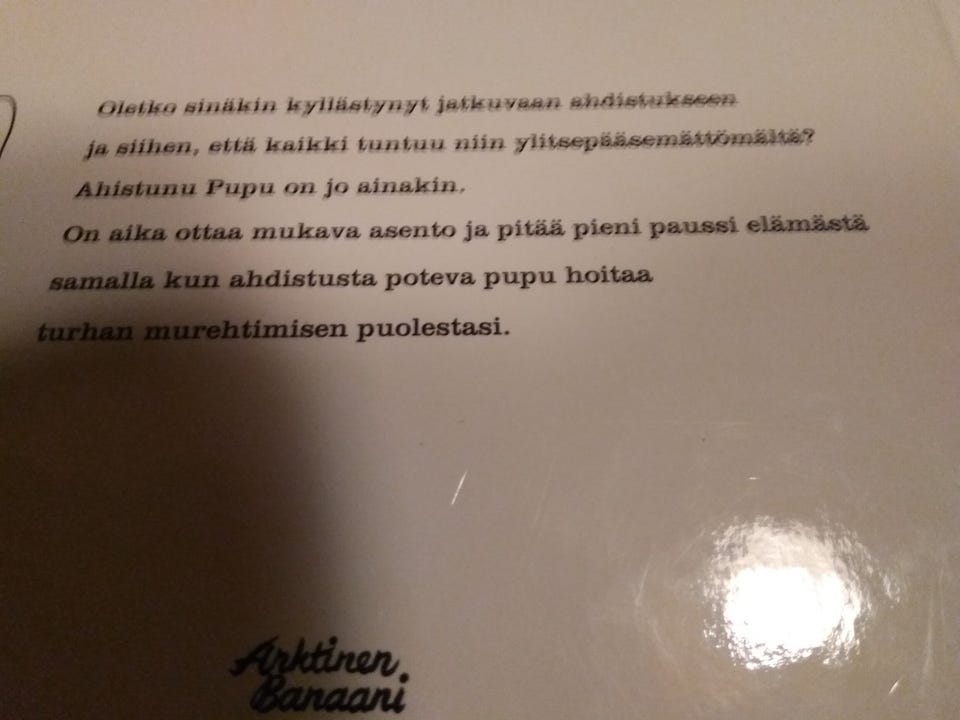 Oletko sinäkin kyllästynyt jatkuvaan ahdistukseen
ja siihen, että kaikki tuntuu niin ylitsepääsemättömältä?
Ahistunu Pupu on jo ainakin.
On aika ottaa mukava asento ja pitää pieni paussi elämästä
samalla kun ahdistusta poteva pupu hoitaa
turhan murehtimisen puolestasi.
Arktinen
Banaani